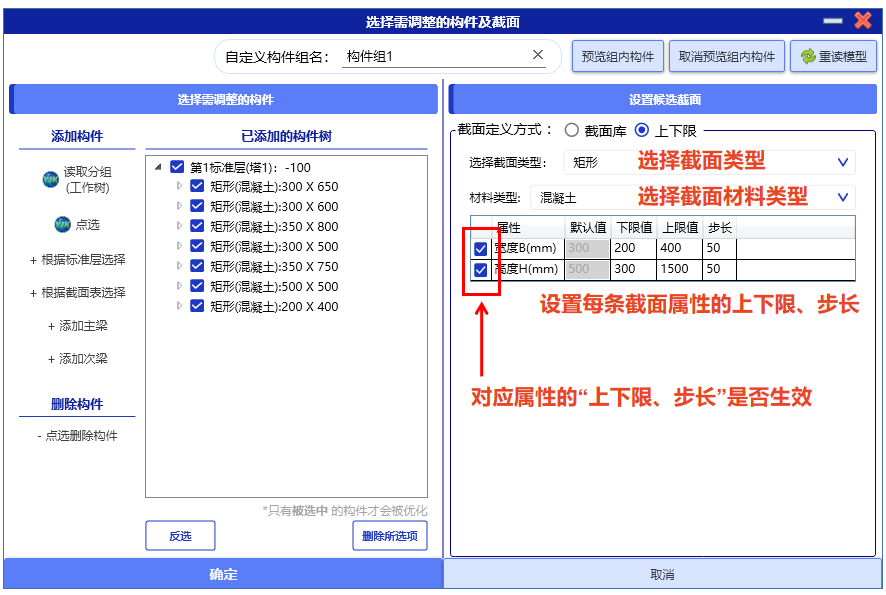 选择需调整的构件及截面
自定义构件组名： 构件组1
预览组内构件
取消预览组内构件
重读模型
选择需调整的构件
添加构件
读取分组
(工作树)
点选
+ 根据标准层选择
+ 根据截面表选择
+ 添加主梁
+ 添加次梁
删除构件
- 点选删除构件
已添加的构件树
第1标准层(塔1)：-100
矩形(混凝土):300 X 650
矩形(混凝土):300 X 600
矩形(混凝土):350 X 800
矩形(混凝土):300 X 500
矩形(混凝土):350 X 750
矩形(混凝土):500 X 500
矩形(混凝土):200 X 400
*只有被选中 的构件才会被优化
反选
删除所选项
设置候选截面
截面定义方式： 截面库 上下限
选择截面类型: 矩形 选择截面类型
材料类型: 混凝土 选择截面材料类型
属性 默认值 下限值 上限值 步长
宽度B(mm) 300 200 400 50
高度H(mm) 500 300 1500 50
设置每条截面属性的上下限、步长
对应属性的“上下限、步长”是否生效
确定
取消